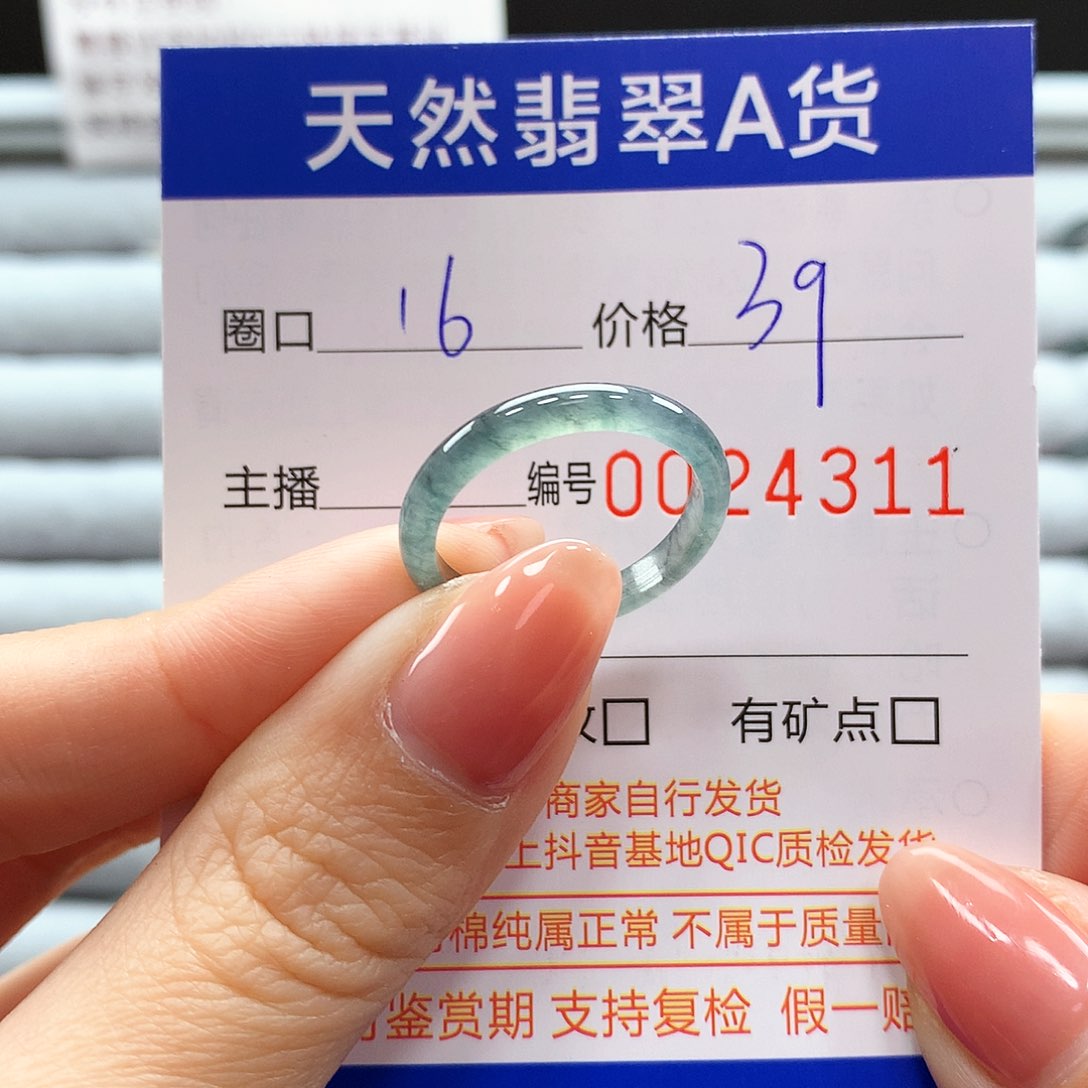 天然翡翠A货
圈口 16 价格 39
主播 编号 0024311
有矿点□
商家自行发货
上抖音基地QIC质检发货
棉纯属正常 不属于质量
鉴赏期 支持复检 假一赔